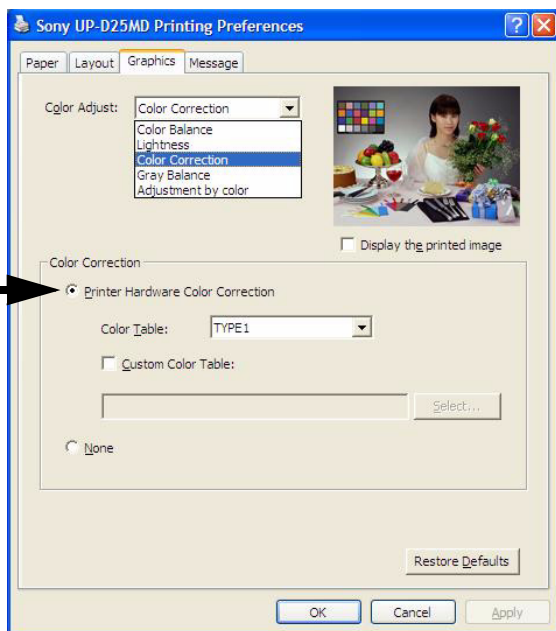 Sony UP-D25MD Printing Preferences
Paper Layout Graphics Message
Color Adjust: Color Correction
Color Balance
Lightness
Color Correction
Gray Balance
Adjustment by color
Display the printed image
Color Correction
Printer Hardware Color Correction
Color Table: TYPE1
Custom Color Table:
Select...
None
Restore Defaults
OK Cancel Apply